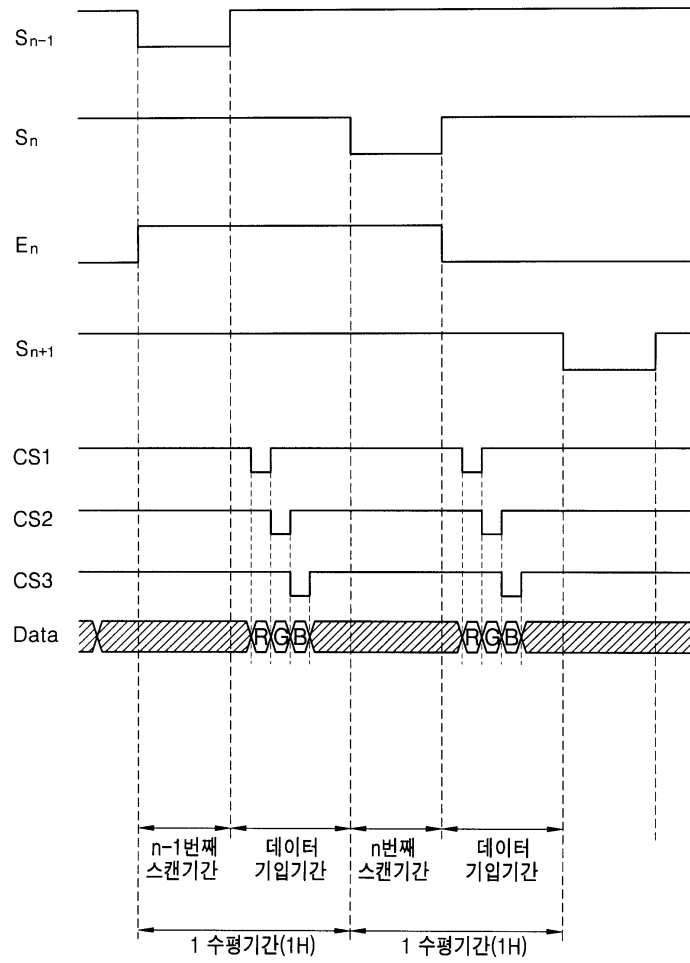 Sn-1
Sn
En
Sn+1
CS1
CS2
CS3
Data R G B R G B
n-1번째 데이터 n번째 데이터
스캔기간 기입기간 스캔기간 기입기간
1 수평기간(1H) 1 수평기간(1H)